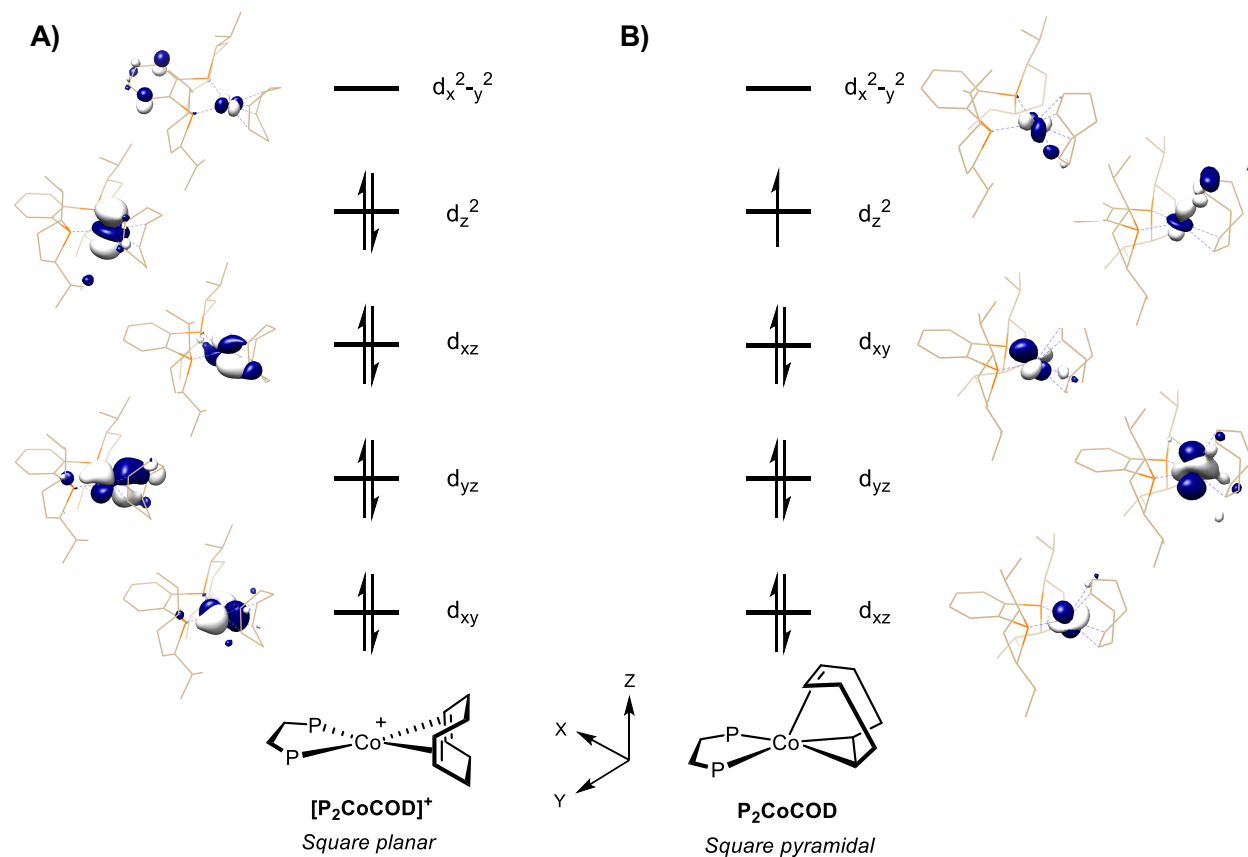 A) B)
dx²-y² dx²-y²
dz² dz²
dxz dxy
dyz dyz
dxy dxz
Z
X
Y
P
P
Co
+
P
P
Co
[P₂CoCOD]⁺ P₂CoCOD
Square planar Square pyramidal